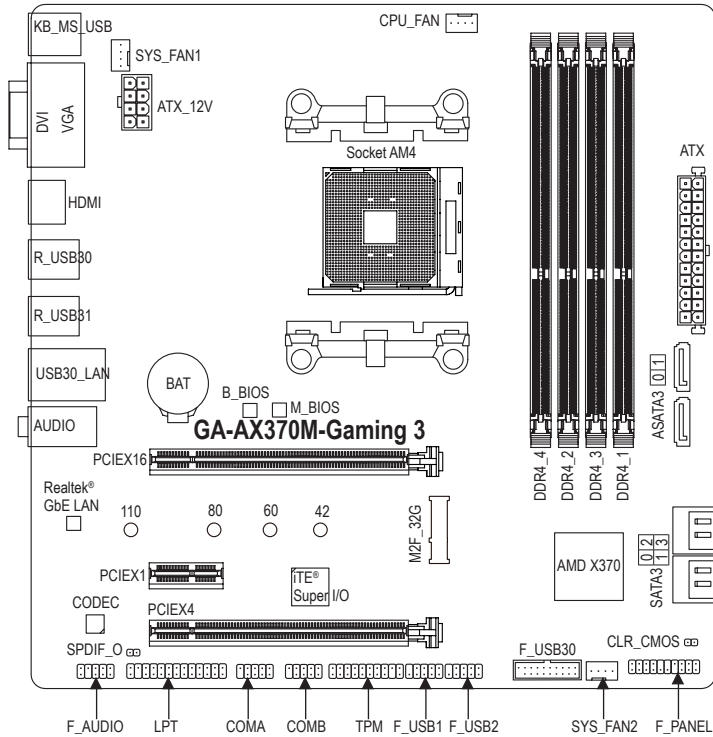 KB_MS_USB
CPU_FAN
SYS_FAN1
ATX_12V
DVI
VGA
Socket AM4
ATX
HDMI
R_USB30
R_USB31
USB30_LAN
BAT
B_BIOS
M_BIOS
AUDIO
GA-AX370M-Gaming 3
ASATA3
0 1
DDR4_4
DDR4_2
DDR4_3
DDR4_1
PCIEX16
Realtek®
GbE LAN
110
80
60
42
M2F_32G
AMD X370
SATA3
0 2
1 3
PCIEX1
iTE®
Super I/O
CODEC
PCIEX4
SPDIF_O
F_USB30
CLR_CMOS
F_AUDIO
LPT
COMA
COMB
TPM
F_USB1
F_USB2
SYS_FAN2
F_PANEL